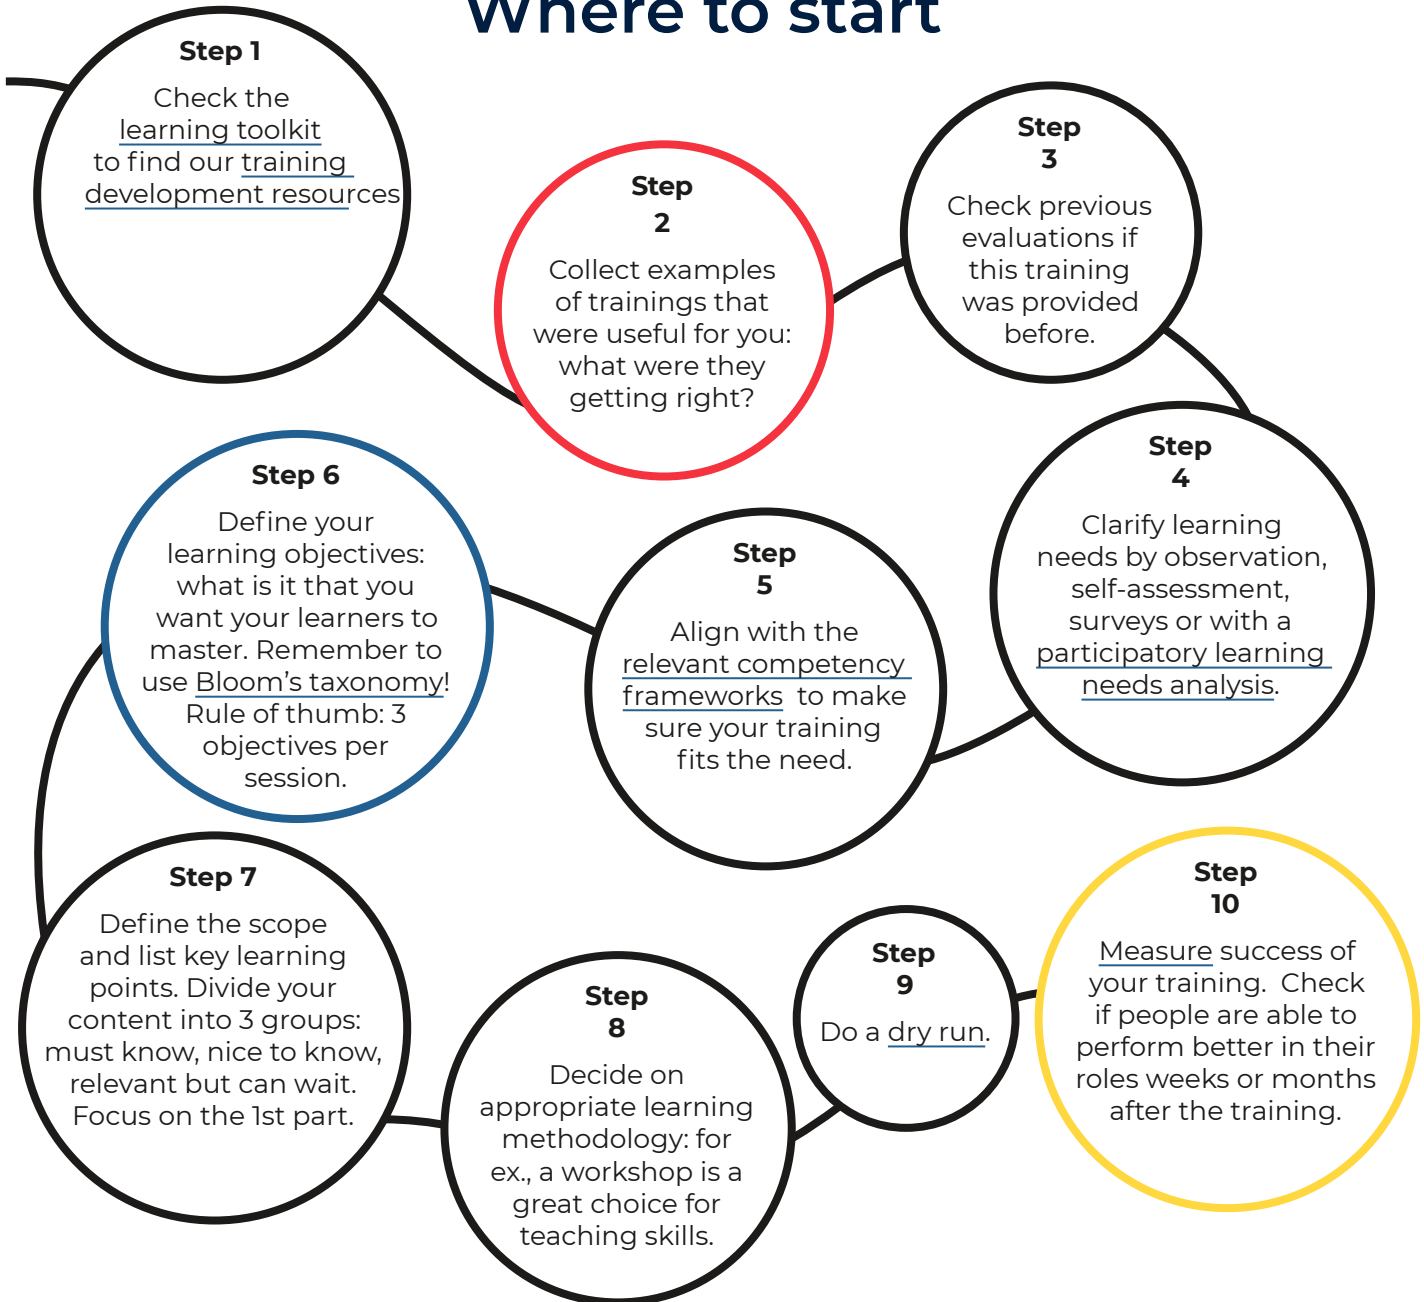 Where to start
Step 1
Check the
learning toolkit
to find our training
development resources
Step
2
Collect examples
of trainings that
were useful for you:
what were they
getting right?
Step
3
Check previous
evaluations if
this training
was provided
before.
Step
4
Clarify learning
needs by observation,
self-assessment,
surveys or with a
participatory learning
needs analysis.
Step
5
Align with the
relevant competency
frameworks  to make
sure your training
fits the need.
Step 6
Define your
learning objectives:
what is it that you
want your learners to
master. Remember to
use Bloom’s taxonomy!
Rule of thumb: 3
objectives per
session.
Step 7
Define the scope
and list key learning
points. Divide your
content into 3 groups:
must know, nice to know,
relevant but can wait.
Focus on the 1st part.
Step
8
Decide on
appropriate learning
methodology: for
ex., a workshop is a
great choice for
teaching skills.
Step
9
Do a dry run.
Step
10
Measure success of
your training.  Check
if people are able to
perform better in their
roles weeks or months
after the training.